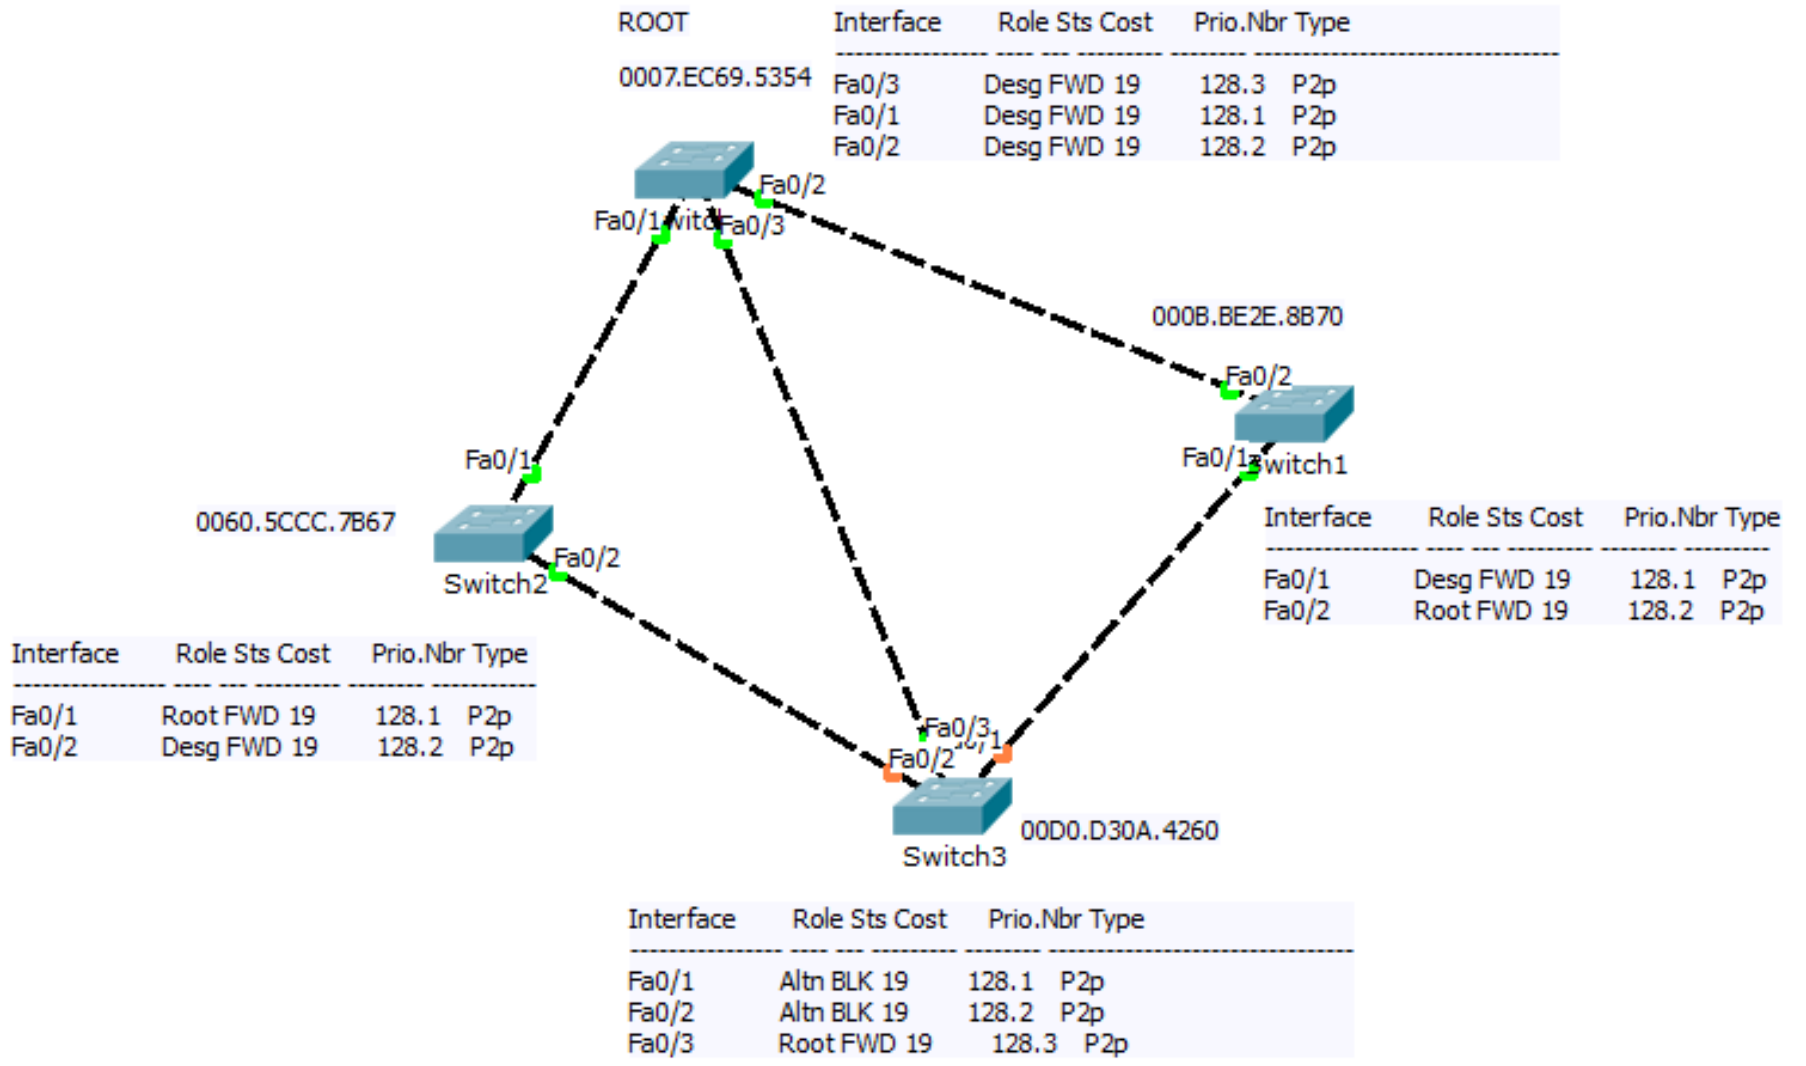 ROOT
0007.EC69.5354
Interface Role Sts Cost Prio.Nbr Type
---------------- ---- --- --------- -------- --------------------------------
Fa0/3 Desg FWD 19 128.3 P2p
Fa0/1 Desg FWD 19 128.1 P2p
Fa0/2 Desg FWD 19 128.2 P2p
Fa0/2
Fa0/1
Fa0/3
000B.BE2E.8B70
Fa0/2
Fa0/1
Switch1
Fa0/1
0060.5CCC.7B67
Fa0/2
Switch2
Interface Role Sts Cost Prio.Nbr Type
---------------- ---- --- --------- -------- ---------
Fa0/1 Desg FWD 19 128.1 P2p
Fa0/2 Root FWD 19 128.2 P2p
Interface Role Sts Cost Prio.Nbr Type
---------------- ---- --- --------- -------- -----------
Fa0/1 Root FWD 19 128.1 P2p
Fa0/2 Desg FWD 19 128.2 P2p
Fa0/3
Fa0/2
00D0.D30A.4260
Switch3
Interface Role Sts Cost Prio.Nbr Type
---------------- ---- --- --------- -------- --------------------------------
Fa0/1 Altn BLK 19 128.1 P2p
Fa0/2 Altn BLK 19 128.2 P2p
Fa0/3 Root FWD 19 128.3 P2p